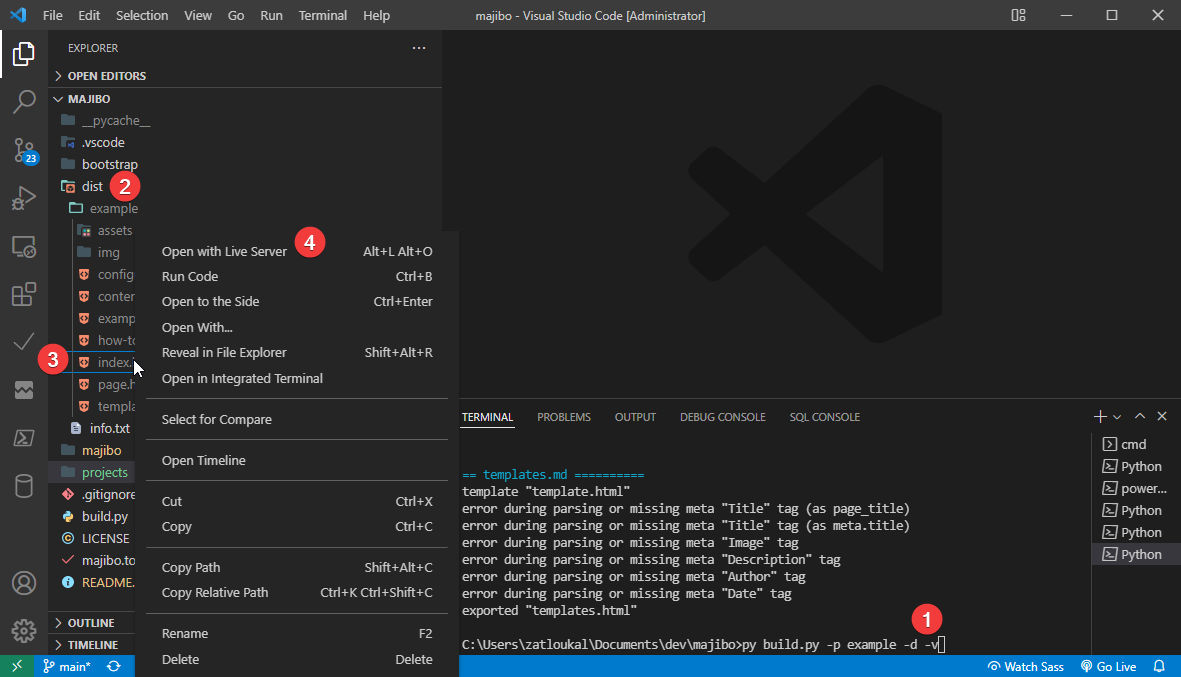 File Edit Selection View Go Run Terminal Help
majibo - Visual Studio Code [Administrator]
EXPLORER
OPEN EDITORS
MAJIBO
__pycache__
.vscode
bootstrap
dist
2
example
assets
img
config
conter
examp
how-to
3
index.
page.h
templa
info.txt
majibo
projects
.gitignore
build.py
LICENSE
majibo.to
README.
OUTLINE
TIMELINE
23
4
Open with Live Server Alt+L Alt+O
Run Code Ctrl+B
Open to the Side Ctrl+Enter
Open With...
Reveal in File Explorer Shift+Alt+R
Open in Integrated Terminal
Select for Compare
Open Timeline
Cut Ctrl+X
Copy Ctrl+C
Copy Path Shift+Alt+C
Copy Relative Path Ctrl+K Ctrl+Shift+C
Rename F2
Delete Delete
TERMINAL PROBLEMS OUTPUT DEBUG CONSOLE SQL CONSOLE
== templates.md ==========
template "template.html"
error during parsing or missing meta "Title" tag (as page_title)
error during parsing or missing meta "Title" tag (as meta.title)
error during parsing or missing meta "Image" tag
error during parsing or missing meta "Description" tag
error during parsing or missing meta "Author" tag
error during parsing or missing meta "Date" tag
exported "templates.html"
1
C:\Users\zatloukal\Documents\dev\majibo>py build.py -p example -d -v
cmd
Python
power...
Python
Python
Python
main*
Watch Sass
Go Live